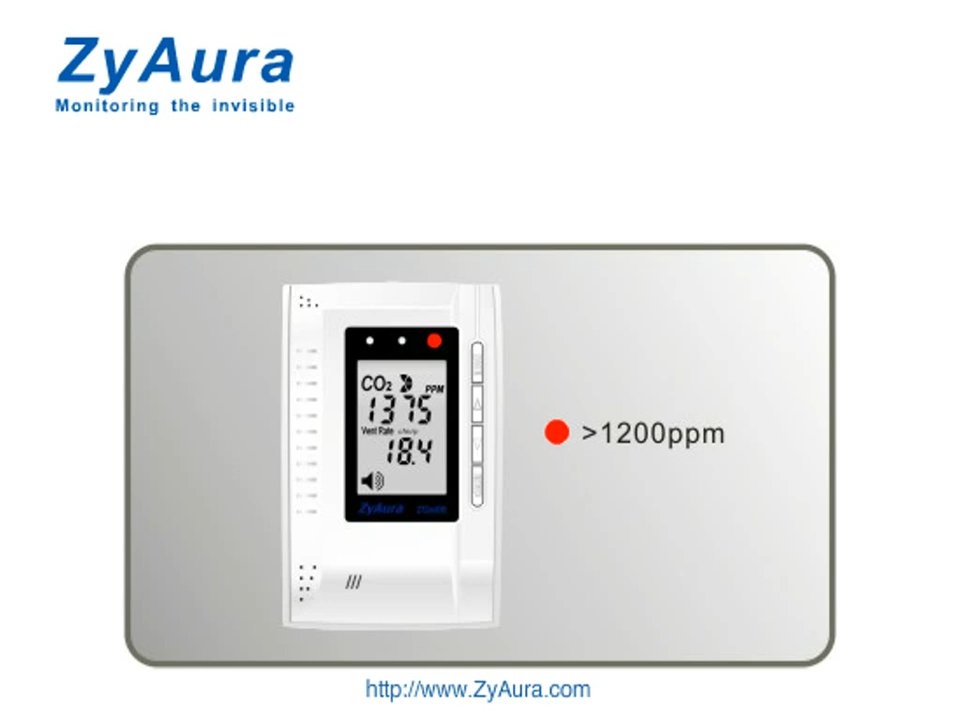 ZyAura
Monitoring the invisible
CO2
PPM
1375
Vent Rate
18.4
ZyAura
>1200ppm
http://www.ZyAura.com